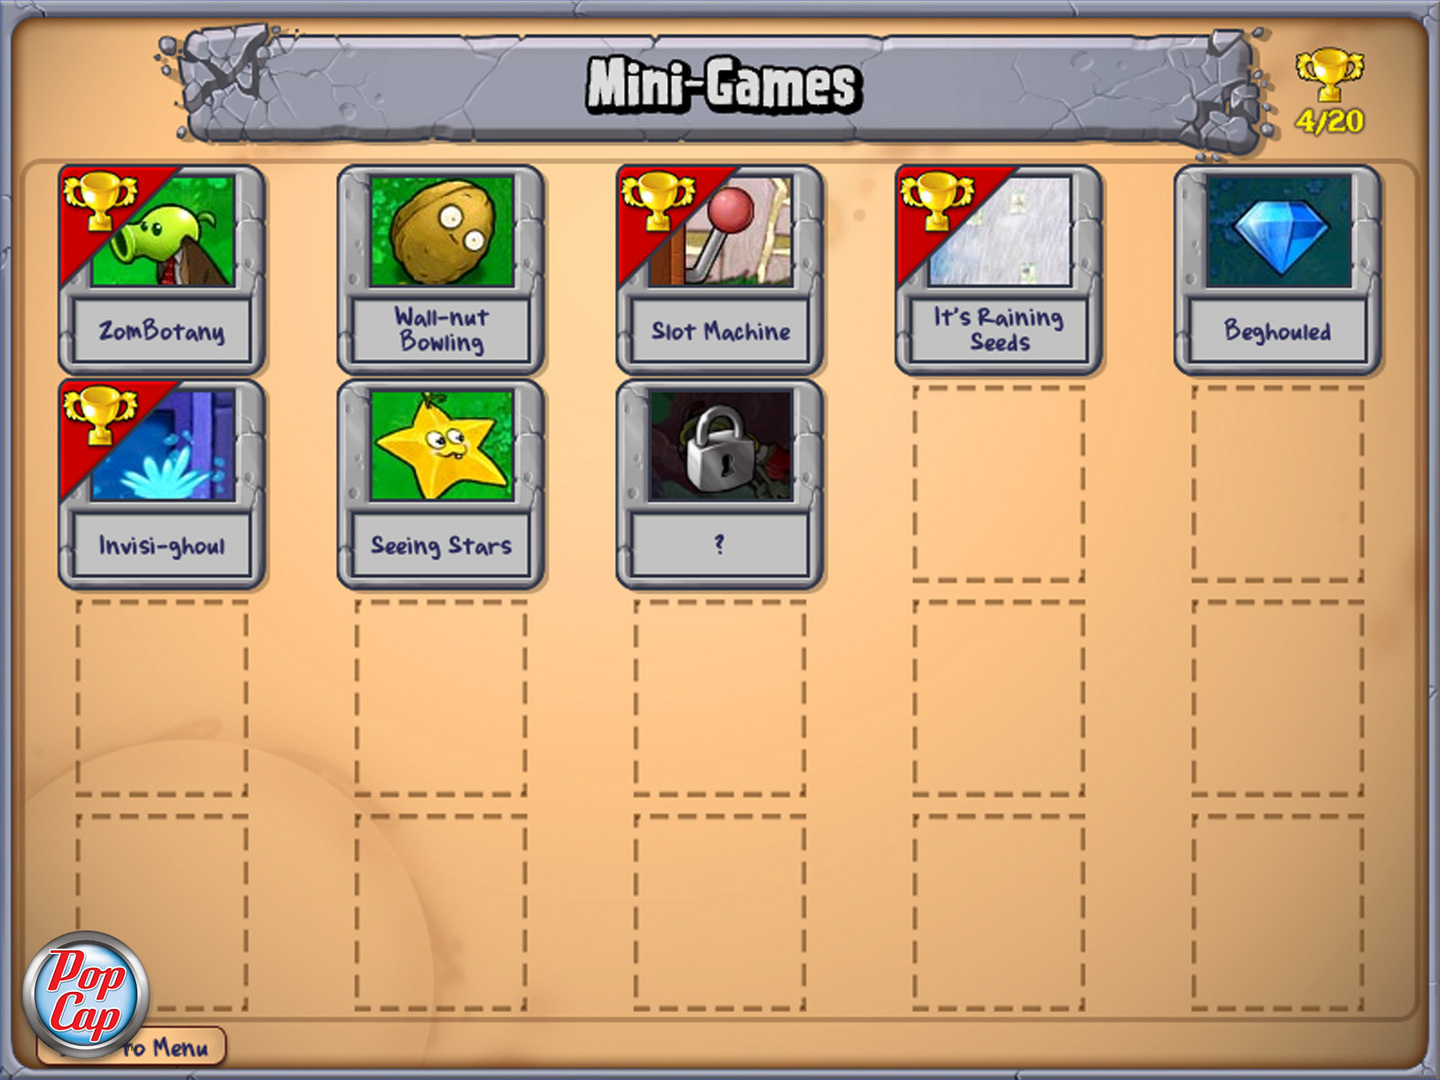 Mini-Games
4/20
ZomBotany
Wall-nut
Bowling
Slot Machine
It's Raining
Seeds
Beghouled
Invisi-ghoul
Seeing Stars
?
Pop
Cap
to Menu